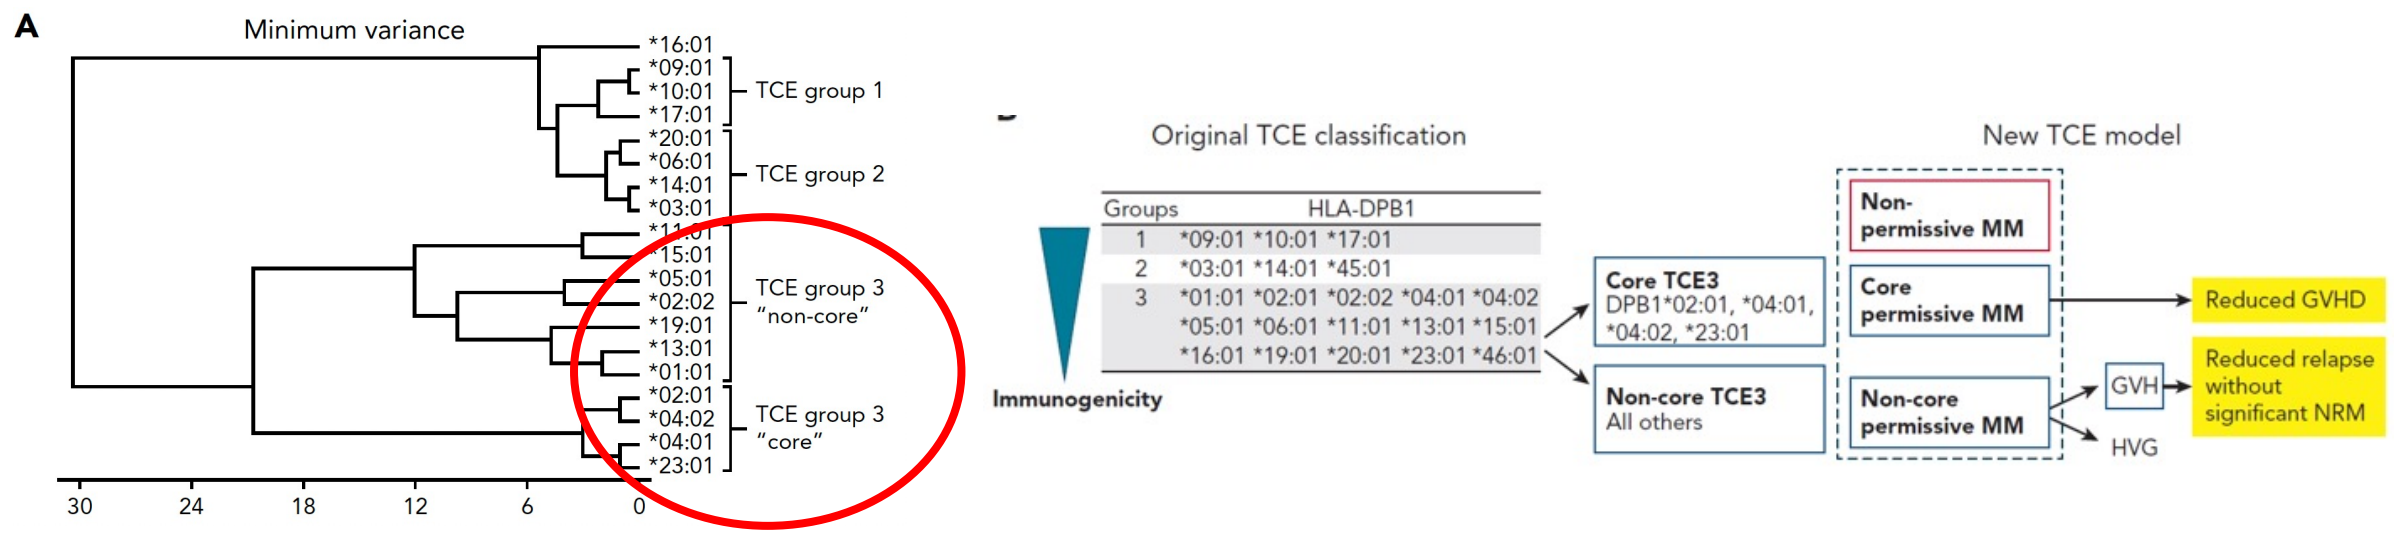 A
Minimum variance
*16:01
*09:01
*10:01
*17:01
TCE group 1
*20:01
*06:01
*14:01
*03:01
TCE group 2
*11:01
*15:01
*05:01
*02:02
*19:01
*13:01
*01:01
TCE group 3
“non-core”
*02:01
*04:02
*04:01
*23:01
TCE group 3
“core”
30 24 18 12 6 0
Original TCE classification
Groups HLA-DPB1
1 *09:01 *10:01 *17:01
2 *03:01 *14:01 *45:01
3 *01:01 *02:01 *02:02 *04:01 *04:02
*05:01 *06:01 *11:01 *13:01 *15:01
*16:01 *19:01 *20:01 *23:01 *46:01
Immunogenicity
Core TCE3
DPB1*02:01, *04:01,
*04:02, *23:01
Non-core TCE3
All others
New TCE model
Non-
permissive MM
Core
permissive MM
Non-core
permissive MM
GVH
HVG
Reduced GVHD
Reduced relapse
without
significant NRM